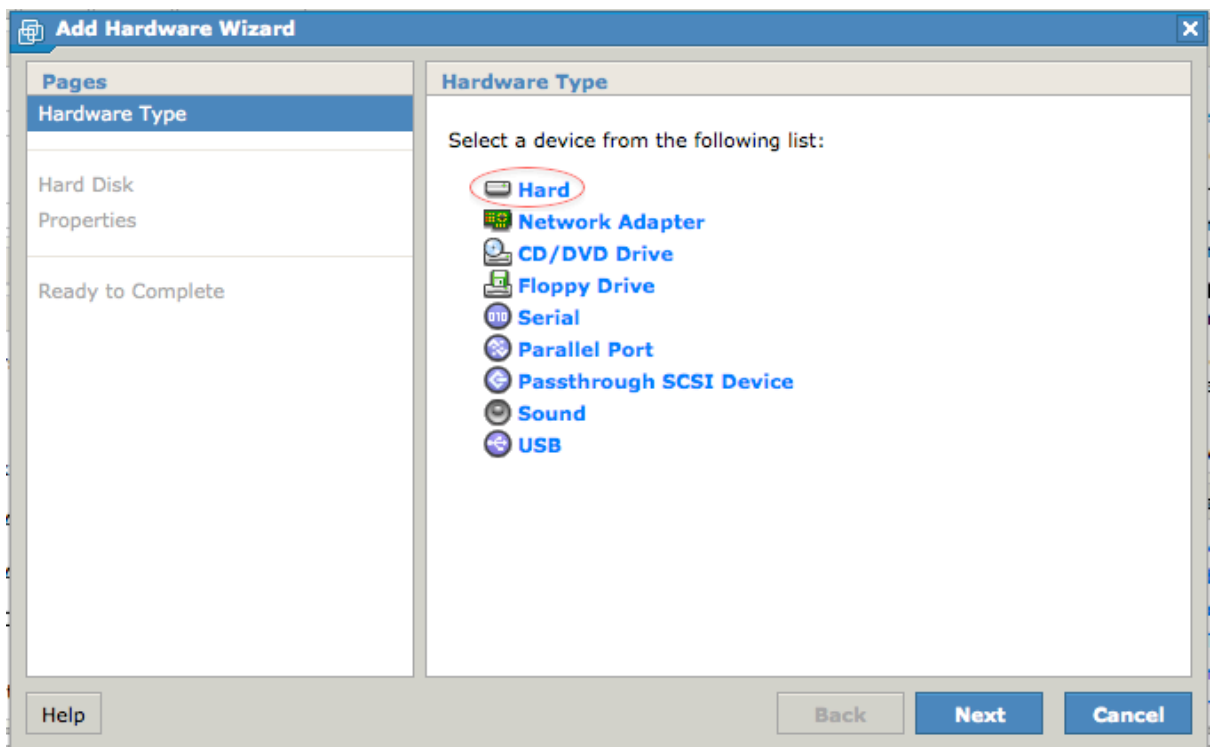 Add Hardware Wizard
Pages
Hardware Type
Hard Disk
Properties
Ready to Complete
Hardware Type
Select a device from the following list:
Hard
Network Adapter
CD/DVD Drive
Floppy Drive
Serial
Parallel Port
Passthrough SCSI Device
Sound
USB
Help
Back
Next
Cancel